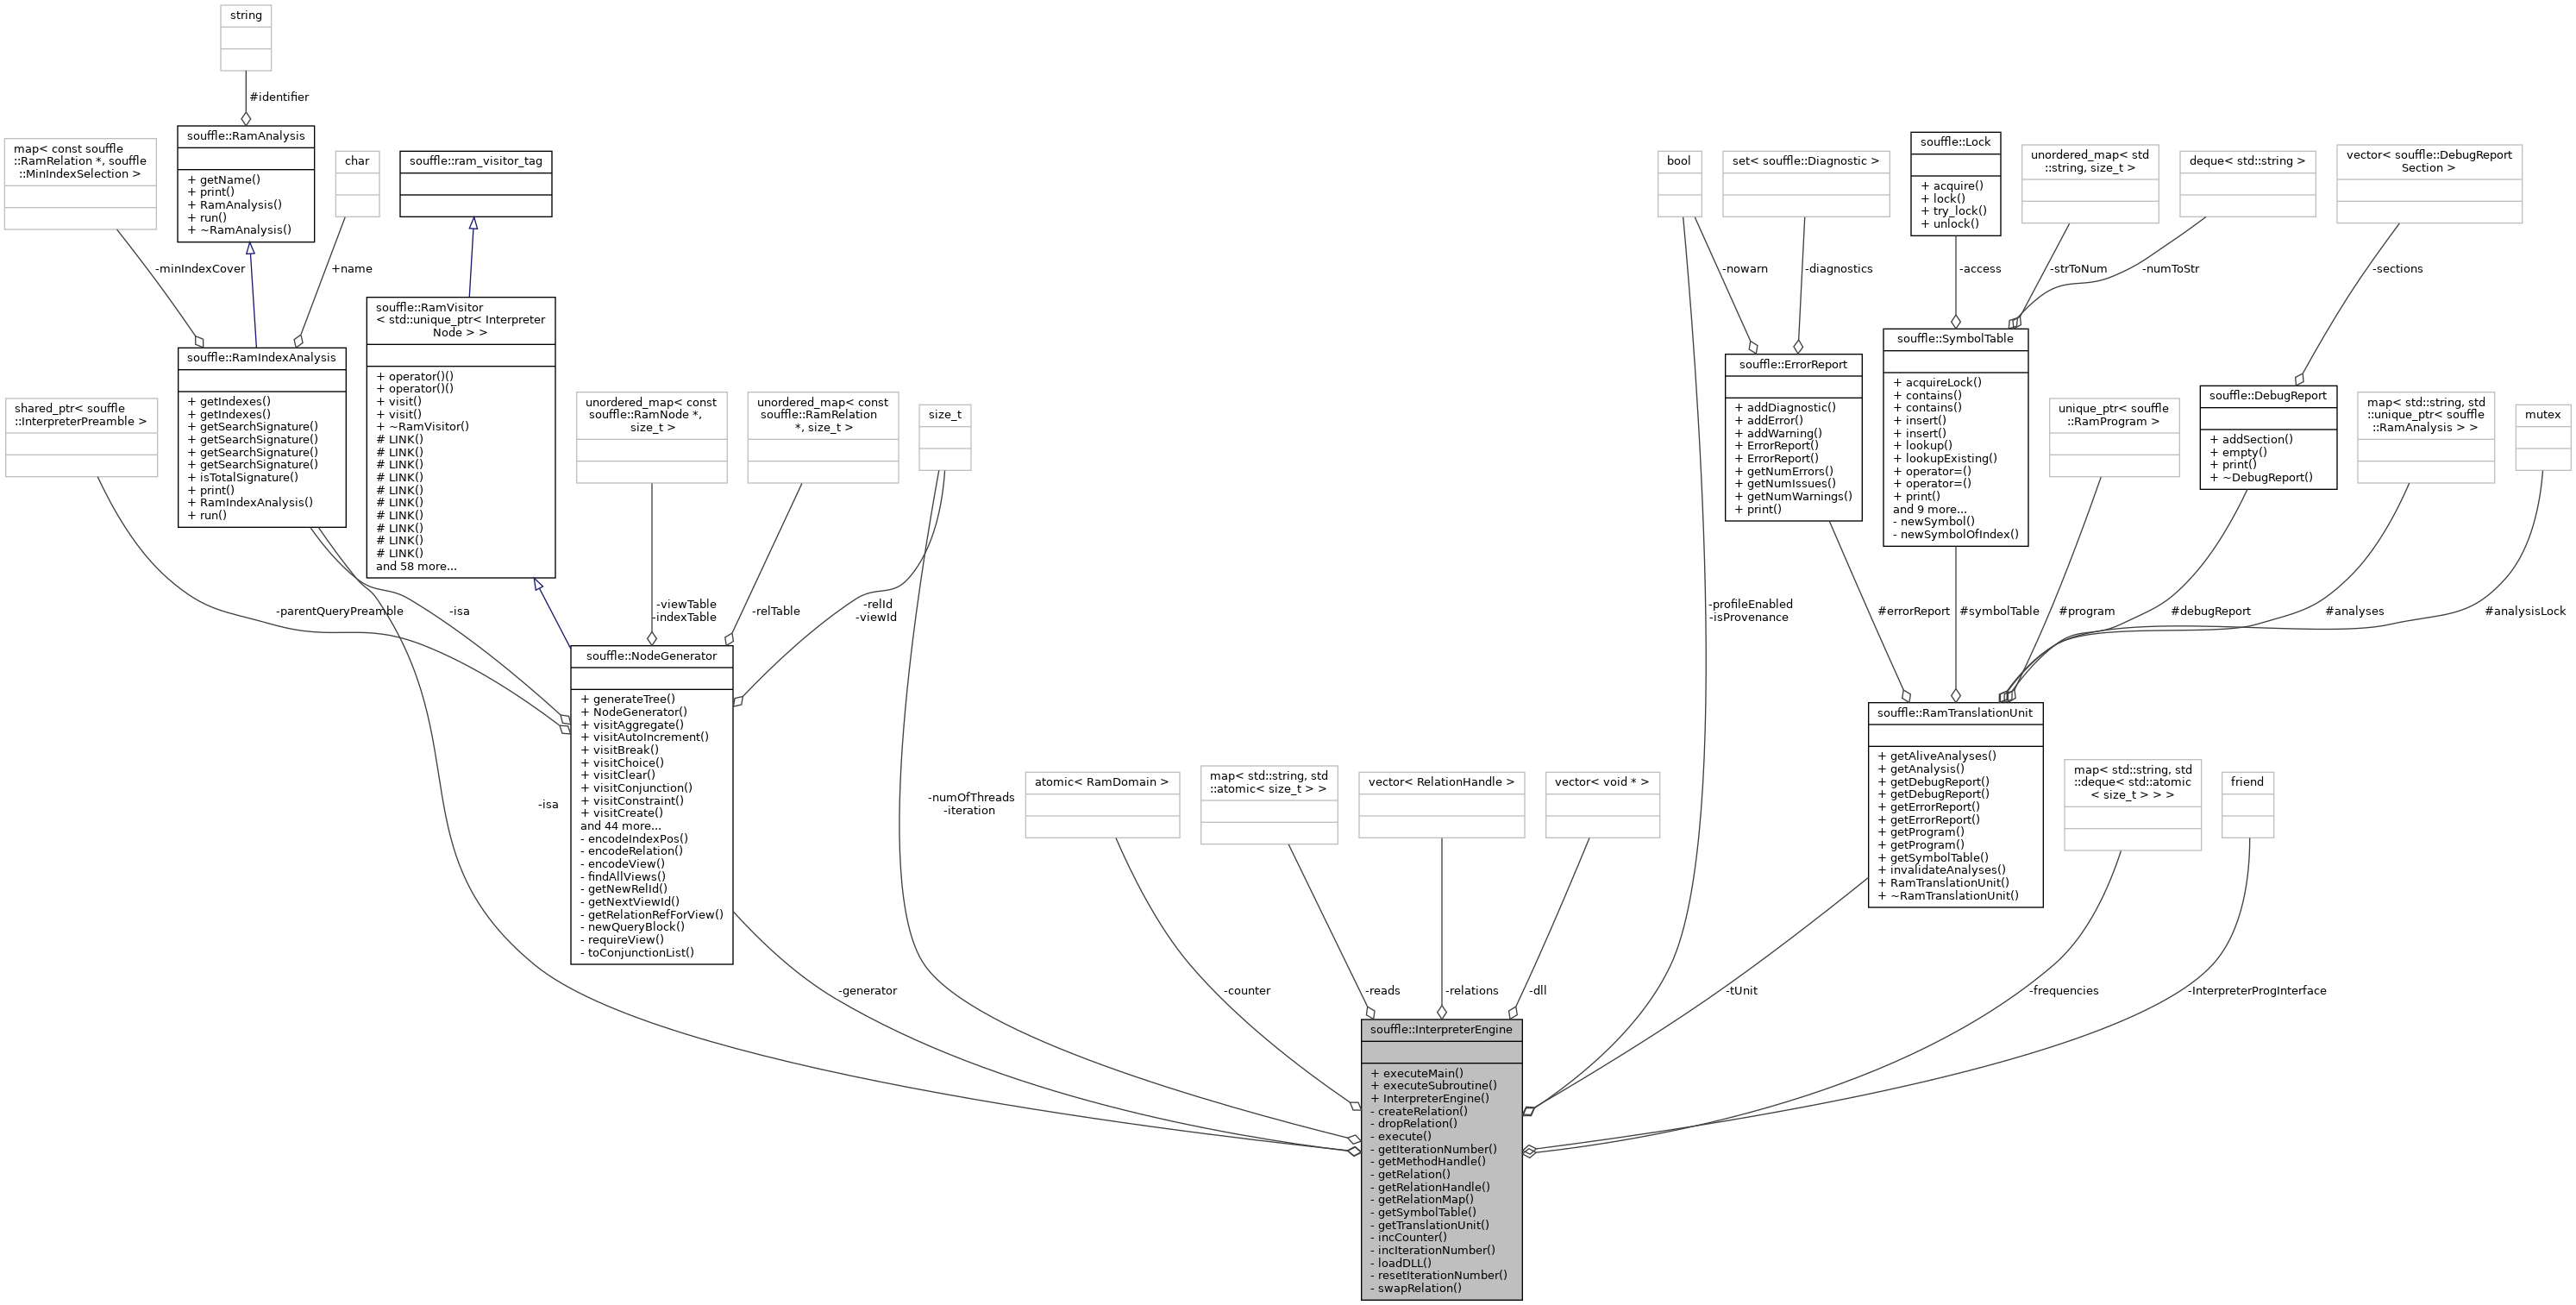 string
#identifier
souffle::RamAnalysis
+ getName()
+ print()
+ RamAnalysis()
+ run()
+ ~RamAnalysis()
map< const souffle
::RamRelation *, souffle
::MinIndexSelection >
char
souffle::ram_visitor_tag
-minIndexCover
+name
souffle::RamVisitor
< std::unique_ptr< Interpreter
Node > >
+ operator()()
+ operator()()
+ visit()
+ visit()
+ ~RamVisitor()
# LINK()
# LINK()
# LINK()
# LINK()
# LINK()
# LINK()
# LINK()
# LINK()
# LINK()
# LINK()
and 58 more...
souffle::RamIndexAnalysis
+ getIndexes()
+ getIndexes()
+ getSearchSignature()
+ getSearchSignature()
+ getSearchSignature()
+ getSearchSignature()
+ isTotalSignature()
+ print()
+ RamIndexAnalysis()
+ run()
shared_ptr< souffle
::InterpreterPreamble >
unordered_map< const
souffle::RamNode *,
size_t >
unordered_map< const
souffle::RamRelation
*, size_t >
size_t
-parentQueryPreamble
-isa
-viewTable
-indexTable
-relTable
-relId
-viewId
souffle::NodeGenerator
+ generateTree()
+ NodeGenerator()
+ visitAggregate()
+ visitAutoIncrement()
+ visitBreak()
+ visitChoice()
+ visitClear()
+ visitConjunction()
+ visitConstraint()
+ visitCreate()
and 44 more...
- encodeIndexPos()
- encodeRelation()
- encodeView()
- findAllViews()
- getNewRelId()
- getNextViewId()
- getRelationRefForView()
- newQueryBlock()
- requireView()
- toConjunctionList()
-isa
-generator
-numOfThreads
-iteration
atomic< RamDomain >
map< std::string, std
::atomic< size_t > >
vector< RelationHandle >
vector< void * >
-counter
-reads
-relations
-dll
bool
set< souffle::Diagnostic >
souffle::Lock
+ acquire()
+ lock()
+ try_lock()
+ unlock()
unordered_map< std
::string, size_t >
deque< std::string >
vector< souffle::DebugReport
Section >
-nowarn
-diagnostics
-access
-strToNum
-numToStr
-sections
souffle::ErrorReport
+ addDiagnostic()
+ addError()
+ addWarning()
+ ErrorReport()
+ ErrorReport()
+ getNumErrors()
+ getNumIssues()
+ getNumWarnings()
+ print()
souffle::SymbolTable
+ acquireLock()
+ contains()
+ contains()
+ insert()
+ insert()
+ lookup()
+ lookupExisting()
+ operator=()
+ operator=()
+ print()
and 9 more...
- newSymbol()
- newSymbolOfIndex()
unique_ptr< souffle
::RamProgram >
souffle::DebugReport
+ addSection()
+ empty()
+ print()
+ ~DebugReport()
map< std::string, std
::unique_ptr< souffle
::RamAnalysis > >
mutex
-profileEnabled
-isProvenance
#errorReport
#symbolTable
#program
#debugReport
#analyses
#analysisLock
souffle::RamTranslationUnit
+ getAliveAnalyses()
+ getAnalysis()
+ getDebugReport()
+ getDebugReport()
+ getErrorReport()
+ getErrorReport()
+ getProgram()
+ getProgram()
+ getSymbolTable()
+ invalidateAnalyses()
+ RamTranslationUnit()
+ ~RamTranslationUnit()
map< std::string, std
::deque< std::atomic
< size_t > > >
friend
-tUnit
-frequencies
-InterpreterProgInterface
souffle::InterpreterEngine
+ executeMain()
+ executeSubroutine()
+ InterpreterEngine()
- createRelation()
- dropRelation()
- execute()
- getIterationNumber()
- getMethodHandle()
- getRelation()
- getRelationHandle()
- getRelationMap()
- getSymbolTable()
- getTranslationUnit()
- incCounter()
- incIterationNumber()
- loadDLL()
- resetIterationNumber()
- swapRelation()